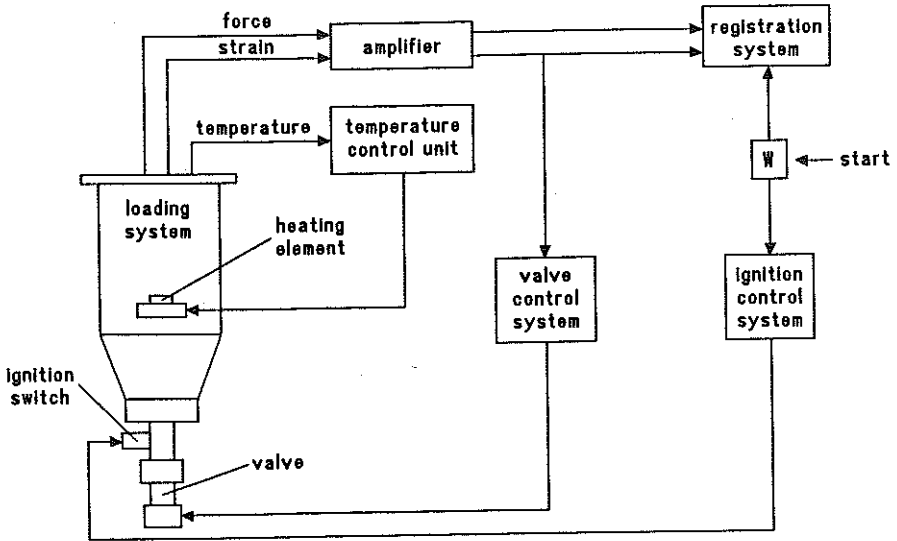 force
strain
amplifier
registration
system
temperature
temperature
control unit
W
start
loading
system
heating
element
valve
control
system
ignition
control
system
ignition
switch
valve